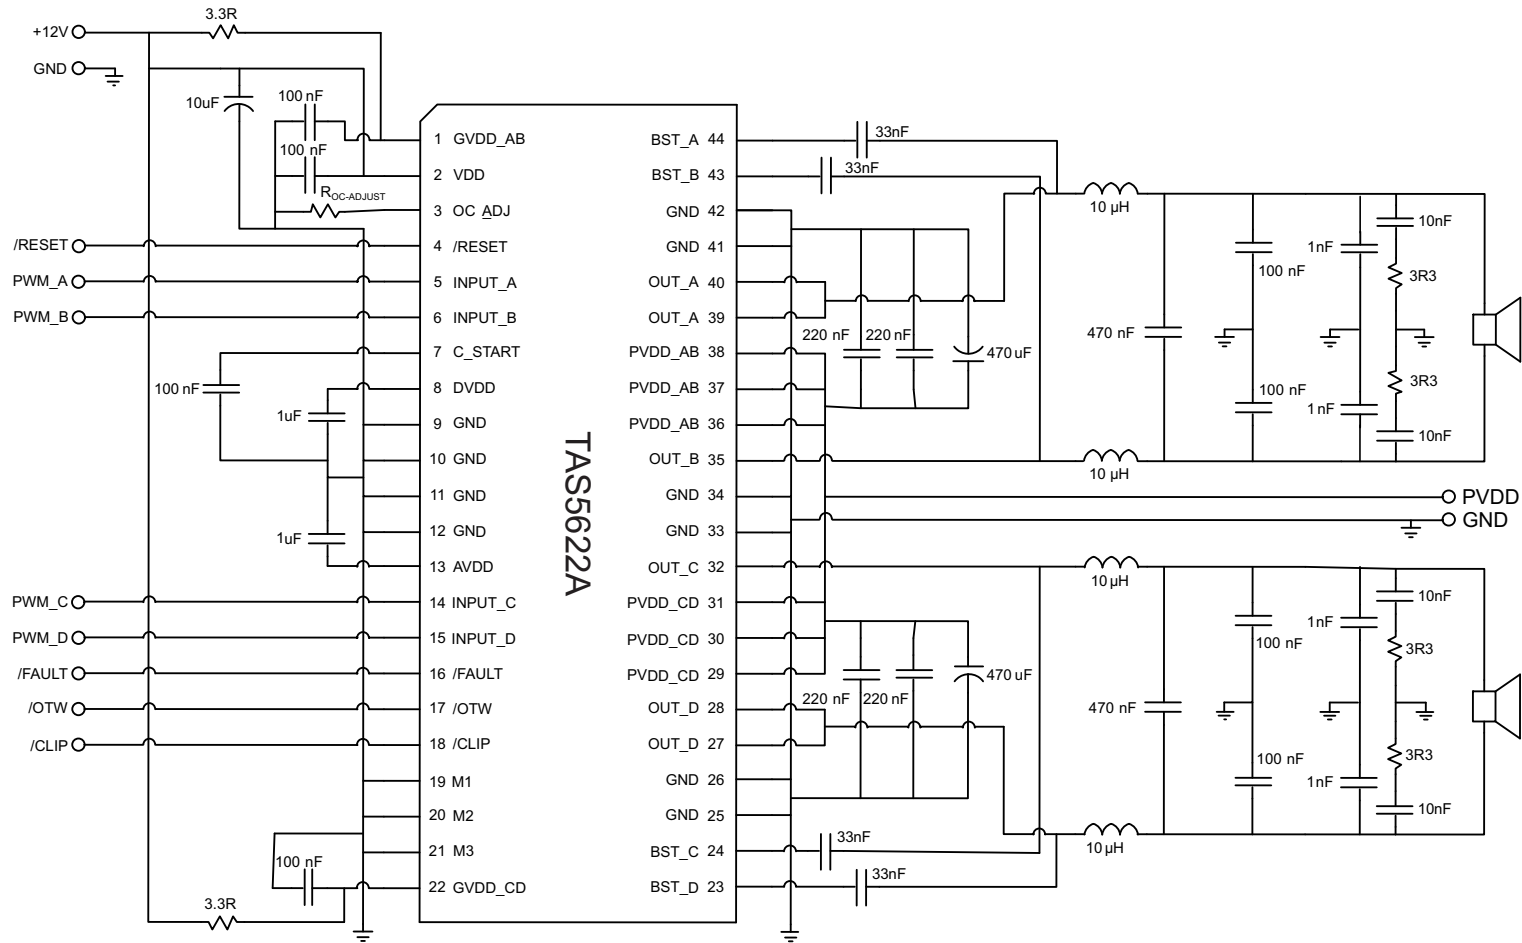 +12V
3.3R
GND
10uF
100 nF
100 nF
ROC-ADJUST
/RESET
PWM_A
PWM_B
100 nF
1uF
1uF
PWM_C
PWM_D
/FAULT
/OTW
/CLIP
100 nF
3.3R
1 GVDD_AB
2 VDD
3 OC_ADJ
4 /RESET
5 INPUT_A
6 INPUT_B
7 C_START
8 DVDD
9 GND
10 GND
11 GND
12 GND
13 AVDD
14 INPUT_C
15 INPUT_D
16 /FAULT
17 /OTW
18 /CLIP
19 M1
20 M2
21 M3
22 GVDD_CD
TAS5622A
BST_A 44
BST_B 43
GND 42
GND 41
OUT_A 40
OUT_A 39
PVDD_AB 38
PVDD_AB 37
PVDD_AB 36
OUT_B 35
GND 34
GND 33
OUT_C 32
PVDD_CD 31
PVDD_CD 30
PVDD_CD 29
OUT_D 28
OUT_D 27
GND 26
GND 25
BST_C 24
BST_D 23
33nF
33nF
10 µH
220 nF
220 nF
470 uF
10 µH
470 nF
100 nF
100 nF
1nF
1nF
10nF
3R3
3R3
10nF
PVDD
GND
10 µH
220 nF
220 nF
470 uF
33nF
33nF
10 µH
470 nF
100 nF
100 nF
1nF
1nF
10nF
3R3
3R3
10nF